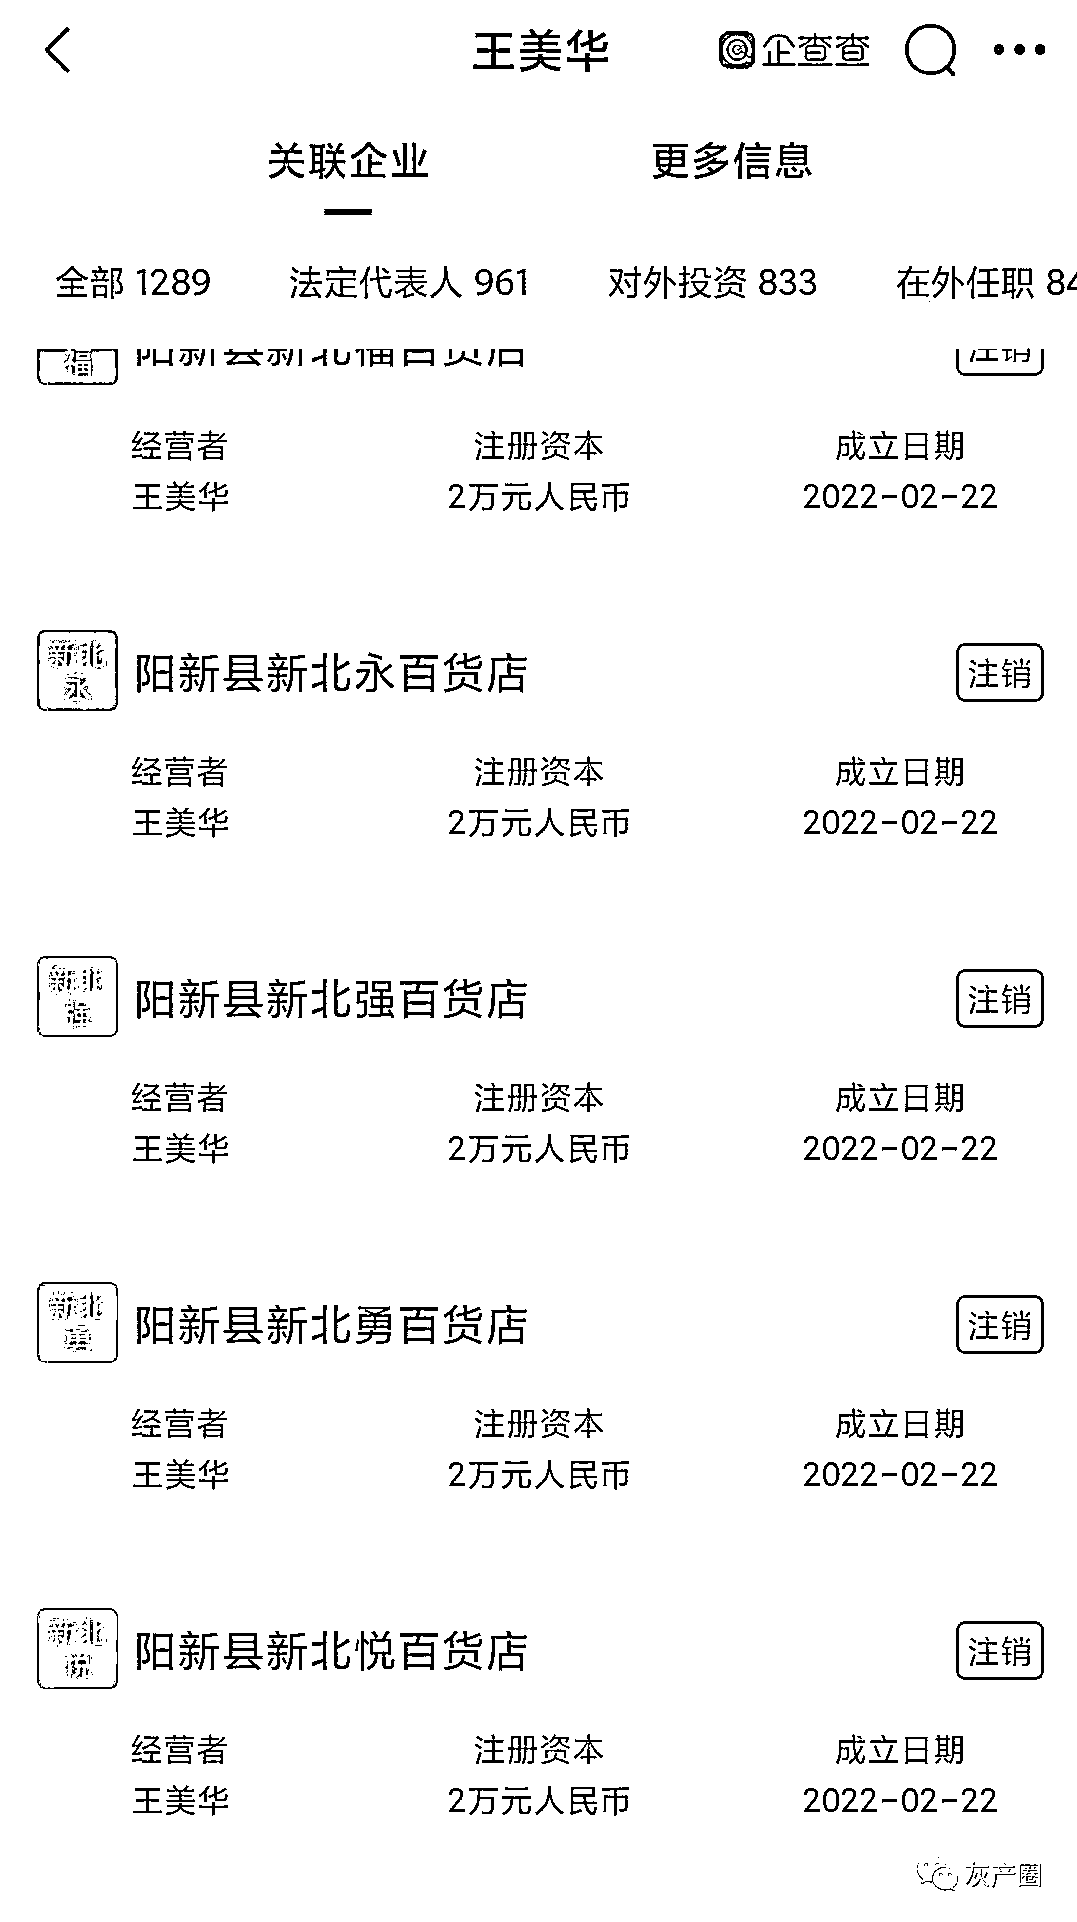 王美华 企查查
关联企业 更多信息
全部 1289 法定代表人 961 对外投资 833 在外任职 84
福 阳新县新北福百货店 注销
经营者 注册资本 成立日期
王美华 2万元人民币 2022-02-22
新北
永
阳新县新北永百货店 注销
经营者 注册资本 成立日期
王美华 2万元人民币 2022-02-22
新北
强
阳新县新北强百货店 注销
经营者 注册资本 成立日期
王美华 2万元人民币 2022-02-22
新北
勇
阳新县新北勇百货店 注销
经营者 注册资本 成立日期
王美华 2万元人民币 2022-02-22
新北
悦
阳新县新北悦百货店 注销
经营者 注册资本 成立日期
王美华 2万元人民币 2022-02-22
灰产圈